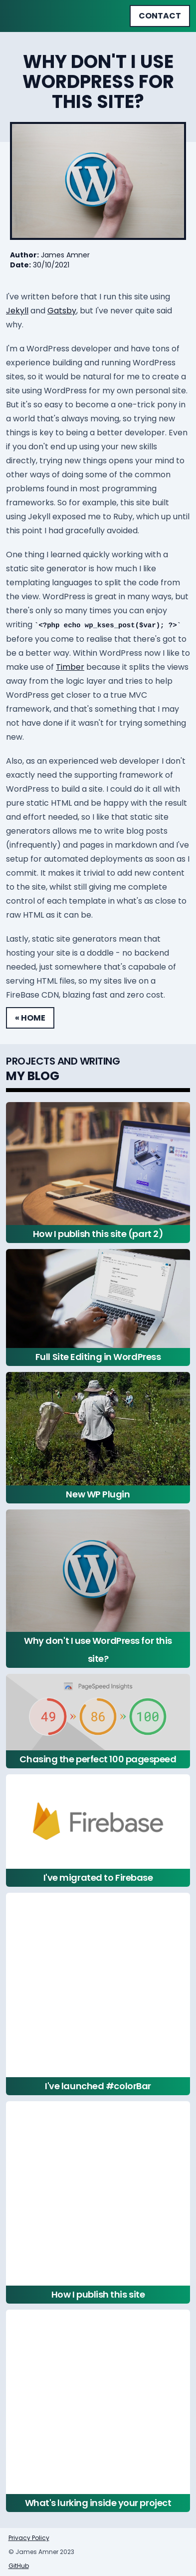 CONTACT
WHY DON'T I USE
WORDPRESS FOR
THIS SITE?
Author: James Amner
Date: 30/10/2021
I've written before that I run this site using
Jekyll and Gatsby, but I've never quite said
why.
I'm a WordPress developer and have tons of
experience building and running WordPress
sites, so it would be natural for me to create a
site using WordPress for my own personal site.
But it's easy to become a one-trick pony in
a world that's always moving, so trying new
things is key to being a better developer. Even
if you don't end up using your new skills
directly, trying new things opens your mind to
other ways of doing some of the common
problems found in most programming
frameworks. So for example, this site built
using Jekyll exposed me to Ruby, which up until
this point I had gracefully avoided.
One thing I learned quickly working with a
static site generator is how much I like
templating languages to split the code from
the view. WordPress is great in many ways, but
there's only so many times you can enjoy
writing `<?php echo wp_kses_post($var); ?>`
before you come to realise that there's got to
be a better way. Within WordPress now I like to
make use of Timber because it splits the views
away from the logic layer and tries to help
WordPress get closer to a true MVC
framework, and that's something that I may
not have done if it wasn't for trying something
new.
Also, as an experienced web developer I don't
exactly need the supporting framework of
WordPress to build a site. I could do it all with
pure static HTML and be happy with the result
and effort needed, so I like that static site
generators allows me to write blog posts
(infrequently) and pages in markdown and I've
setup for automated deployments as soon as I
commit. It makes it trivial to add new content
to the site, whilst still giving me complete
control of each template in what's as close to
raw HTML as it can be.
Lastly, static site generators mean that
hosting your site is a doddle - no backend
needed, just somewhere that's capable of
serving HTML files, so my sites live on a
FireBase CDN, blazing fast and zero cost.
« HOME
PROJECTS AND WRITING
MY BLOG
How I publish this site (part 2)
Full Site Editing in WordPress
New WP Plugin
Why don't I use WordPress for this
site?
PageSpeed Insights
49 » 86 » 100
Chasing the perfect 100 pagespeed
Firebase
I've migrated to Firebase
I've launched #colorBar
How I publish this site
What's lurking inside your project
Privacy Policy
© James Amner 2023
GitHub